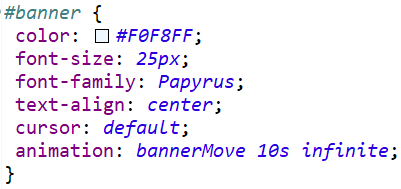 #banner {
color: #F0F8FF;
font-size: 25px;
font-family: Papyrus;
text-align: center;
cursor: default;
animation: bannerMove 10s infinite;
}